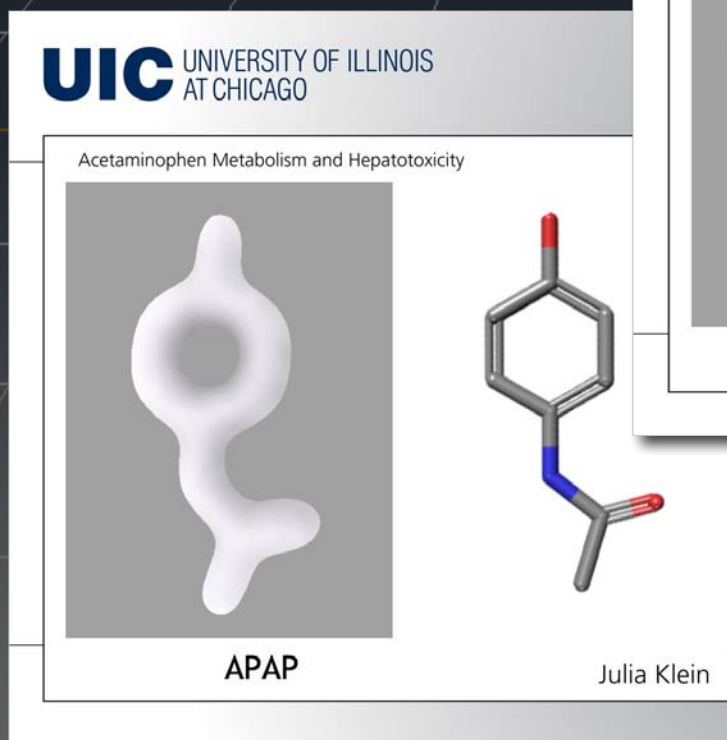 UIC UNIVERSITY OF ILLINOIS
AT CHICAGO
Acetaminophen Metabolism and Hepatotoxicity
APAP
Julia Klein